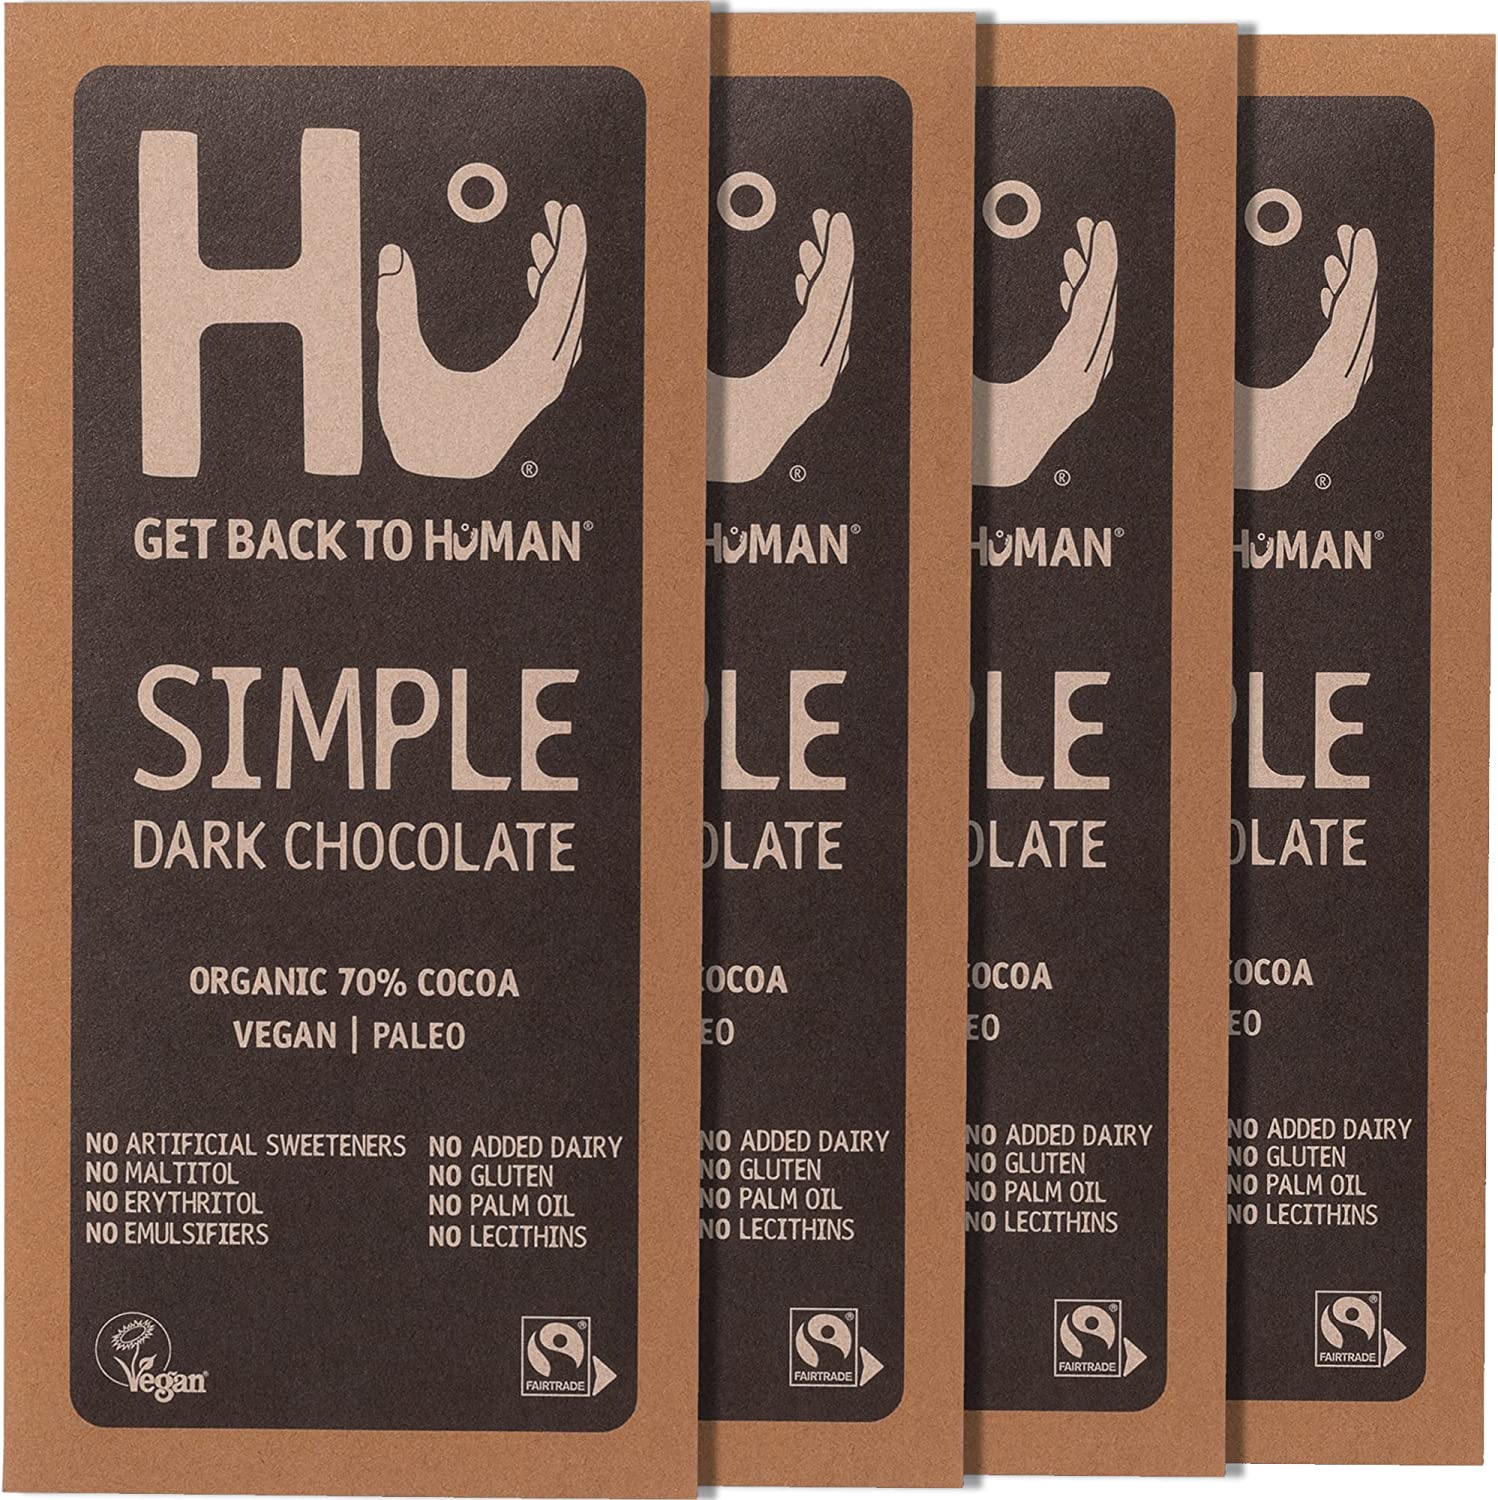 Hu®
GET BACK TO HUMAN®
SIMPLE
DARK CHOCOLATE
ORGANIC 70% COCOA
VEGAN | PALEO
NO ARTIFICIAL SWEETENERS
NO MALTITOL
NO ERYTHRITOL
NO EMULSIFIERS
NO ADDED DAIRY
NO GLUTEN
NO PALM OIL
NO LECITHINS
Vegan®
® FAIRTRADE
®
HUMAN®
LE
OLATE
COCOA
EO
NO ADDED DAIRY
NO GLUTEN
NO PALM OIL
NO LECITHINS
® FAIRTRADE
®
HUMAN®
LE
OLATE
COCOA
EO
NO ADDED DAIRY
NO GLUTEN
NO PALM OIL
NO LECITHINS
® FAIRTRADE
®
HUMAN®
PLE
OLATE
COCOA
EO
NO ADDED DAIRY
NO GLUTEN
NO PALM OIL
NO LECITHINS
® FAIRTRADE